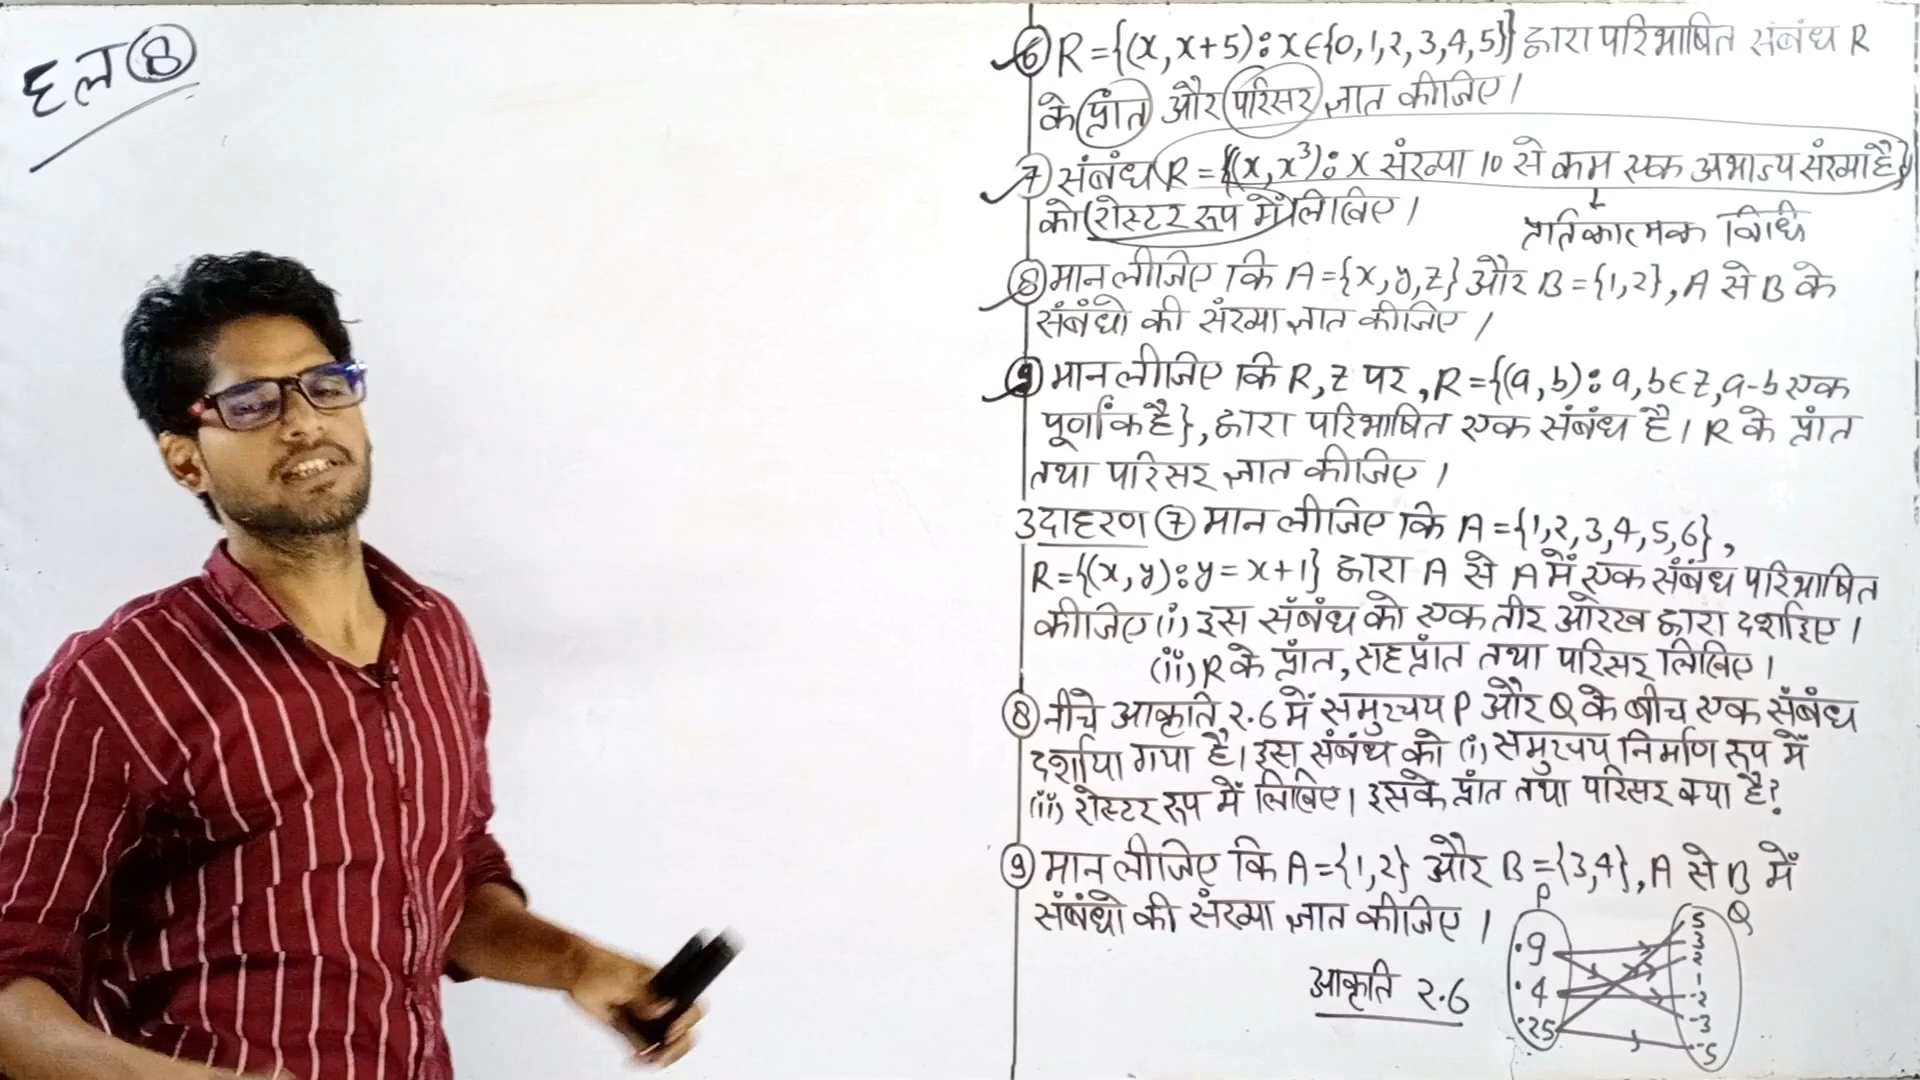 हल ⑧
⑥ R={(x, x+5):x∈{0,1,2,3,4,5}} द्वारा परिभाषित संबंध R
के प्रांत और परिसर ज्ञात कीजिए।
⑦ संबंध R = {(x, x³): x संख्या 10 से कम एक अभाज्य संख्या है}
को रोस्टर रूप में लिखिए।
प्रतिकात्मक विधि
⑧ मान लीजिए कि A={x,y,z} और B={1,2}, A से B के
संबंधो की संख्या ज्ञात कीजिए।
⑨ मान लीजिए कि R, Z पर, R={(a,b): a,b∈Z, a-b एक
पूर्णांक है}, द्वारा परिभाषित एक संबंध है। R के प्रांत
तथा परिसर ज्ञात कीजिए।
उदाहरण ⑦ मान लीजिए कि A={1,2,3,4,5,6},
R={(x,y):y=x+1} द्वारा A से A में एक संबंध परिभाषित
कीजिए (i) इस संबंध को एक तीर आरेख द्वारा दर्शाइए।
(ii) R के प्रांत, सहप्रांत तथा परिसर लिखिए।
⑧ नीचे आकृति 2.6 में समुच्चय P और Q के बीच एक संबंध
दर्शाया गया है। इस संबंध को (i) समुच्चय निर्माण रूप में
(ii) रोस्टर रूप में लिखिए। इसके प्रांत तथा परिसर क्या है?
⑨ मान लीजिए कि A={1,2} और B={3,4}, A से B में
संबंधो की संख्या ज्ञात कीजिए।
आकृति 2.6
P
.9
.4
.25
Q
5
3
2
1
-2
-3
-5